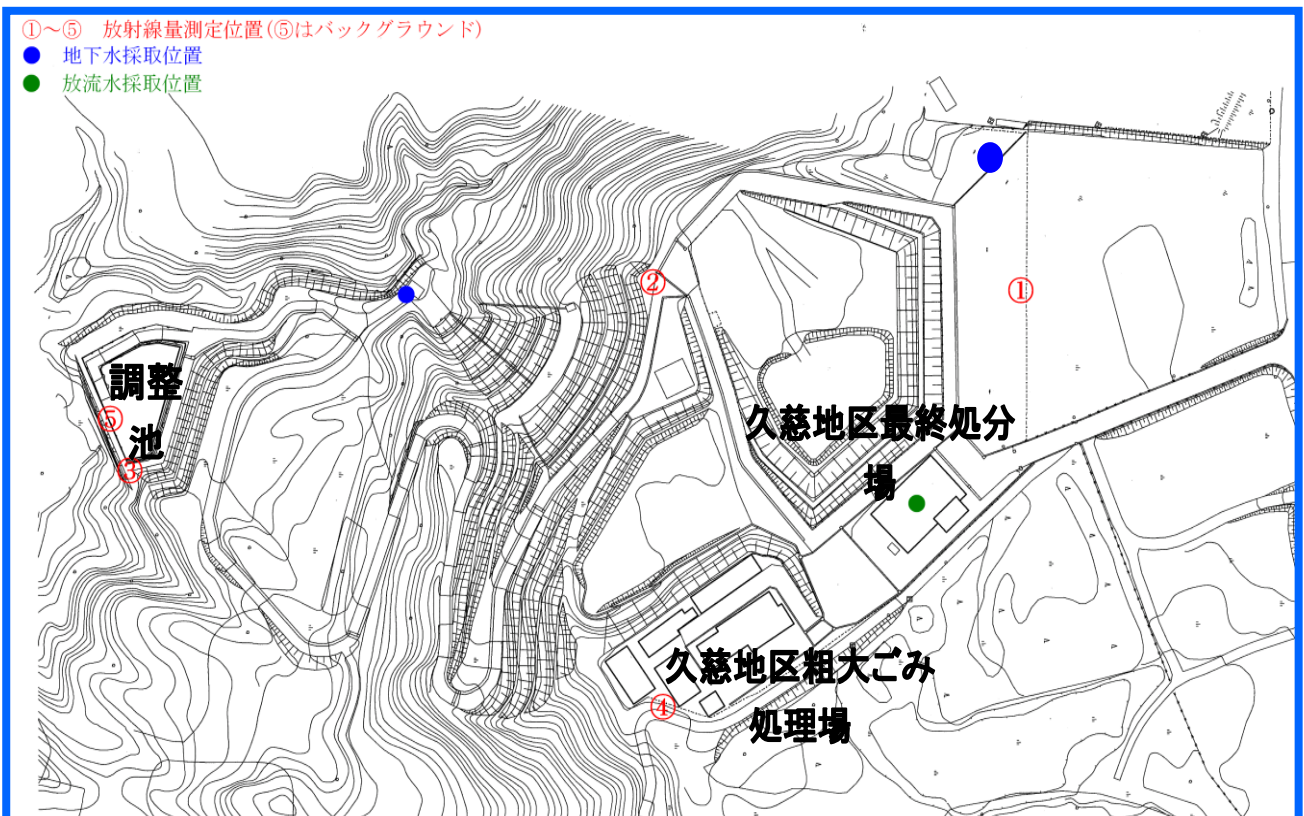 ①～⑤ 放射線量測定位置(⑤はバックグラウンド)
● 地下水採取位置
● 放流水採取位置
②
①
調整
池
⑤
③
久慈地区最終処分
場
久慈地区粗大ごみ
処理場
④